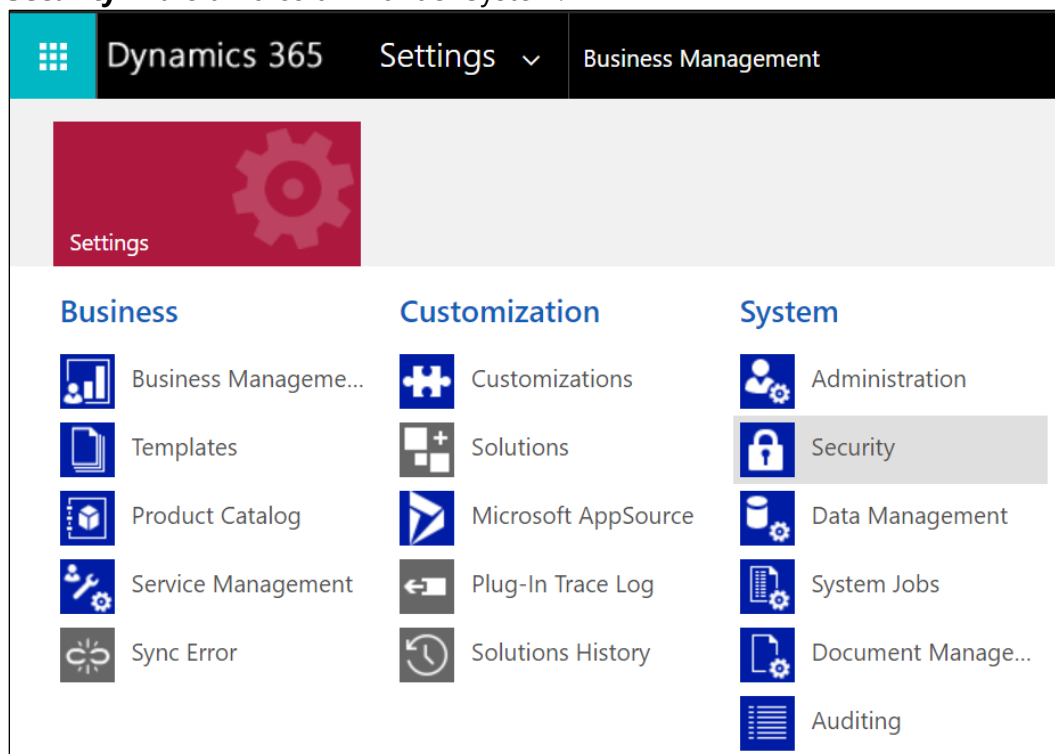 Dynamics 365 Settings Business Management
Settings
Business
Business Manageme...
Templates
Product Catalog
Service Management
Sync Error
Customization
Customizations
Solutions
Microsoft AppSource
Plug-In Trace Log
Solutions History
System
Administration
Security
Data Management
System Jobs
Document Manage...
Auditing